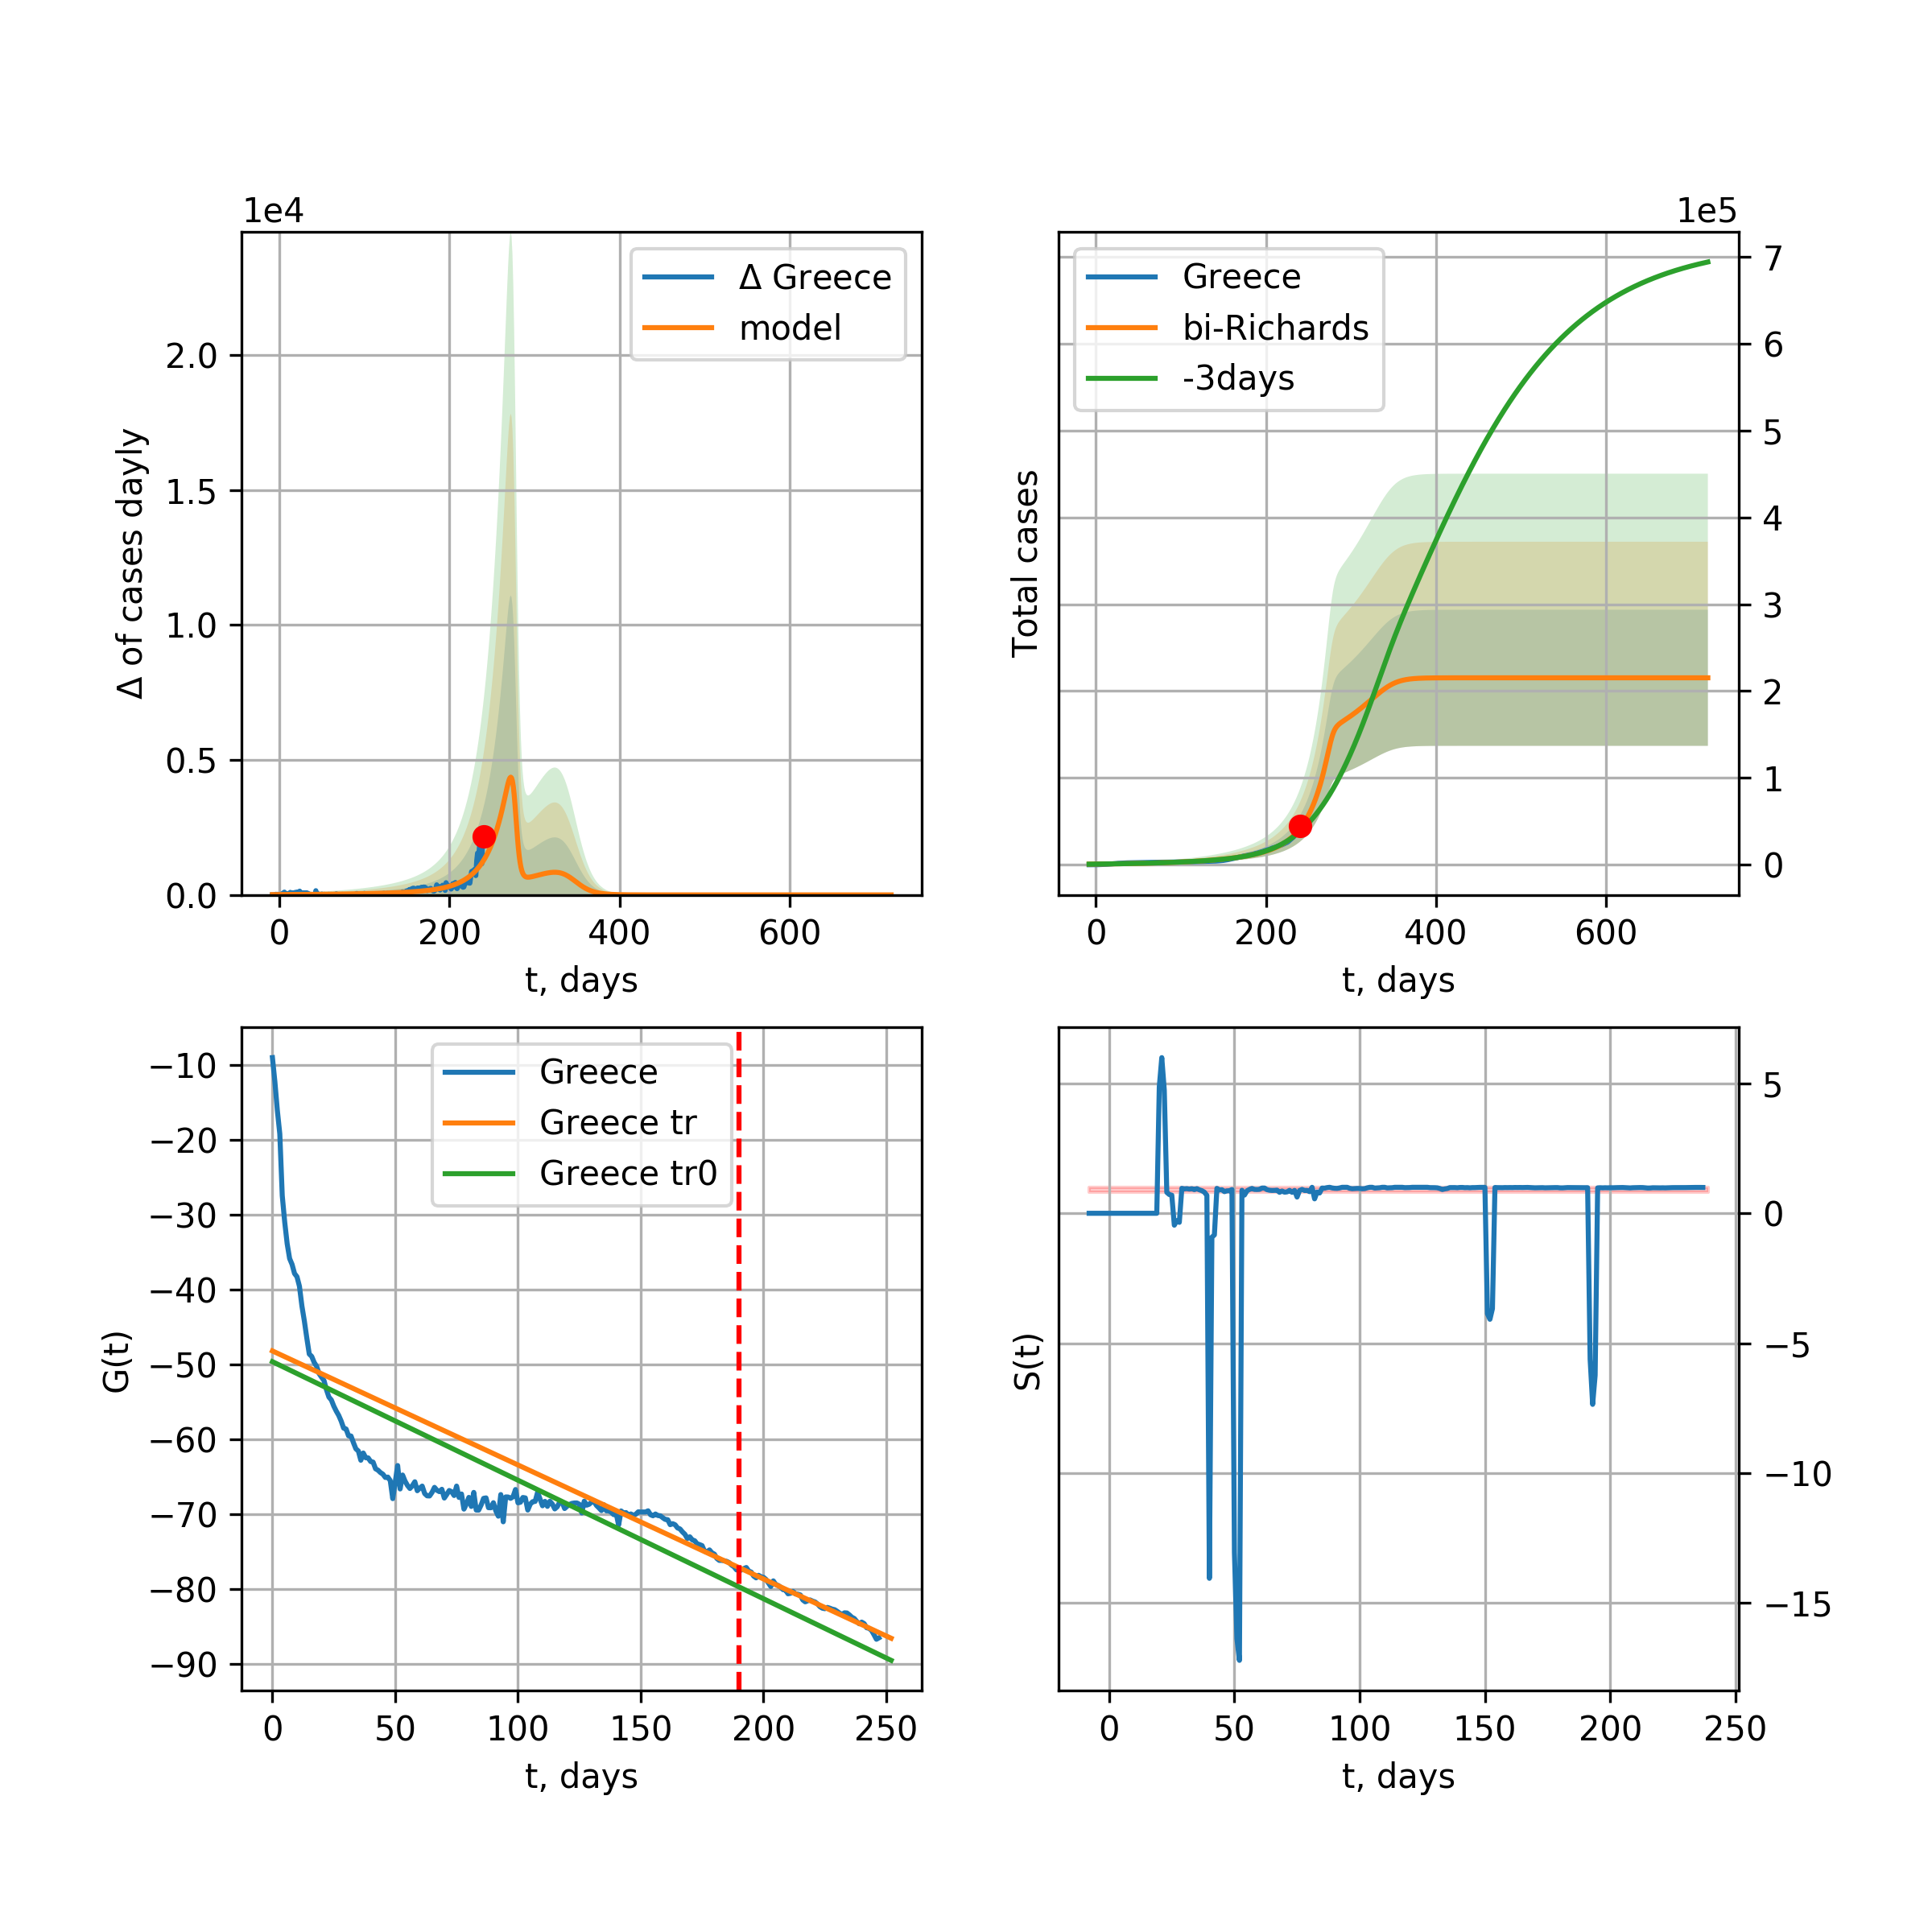 1e4
Δ Greece
model
2.0
1.5
1.0
0.5
0.0
Δ of cases dayly
0 200 400 600
t, days
1e5
Greece
bi-Richards
-3days
7
6
5
4
3
2
1
0
Total cases
0 200 400 600
t, days
Greece
Greece tr
Greece tr0
−10
−20
−30
−40
−50
−60
−70
−80
−90
G(t)
0 50 100 150 200 250
t, days
5
0
−5
−10
−15
S(t)
0 50 100 150 200 250
t, days